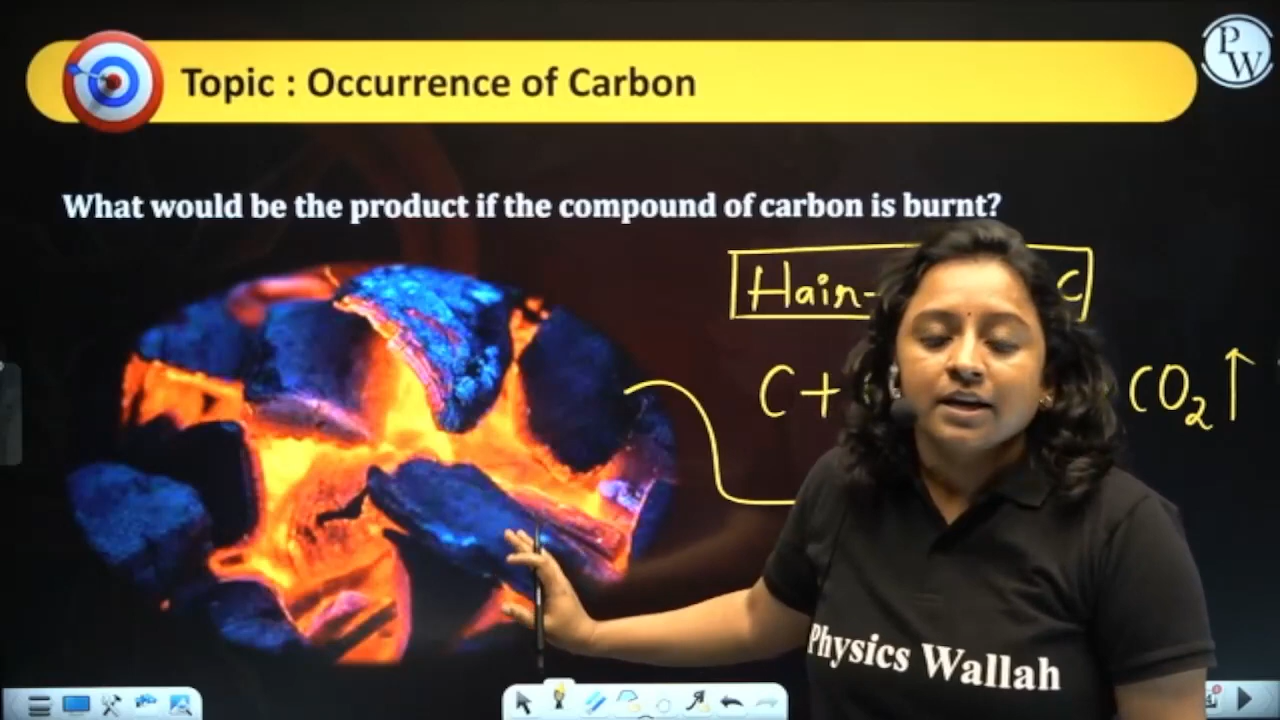 Topic : Occurrence of Carbon
PW
What would be the product if the compound of carbon is burnt?
Hair- C
C + CO₂↑
Physics Wallah